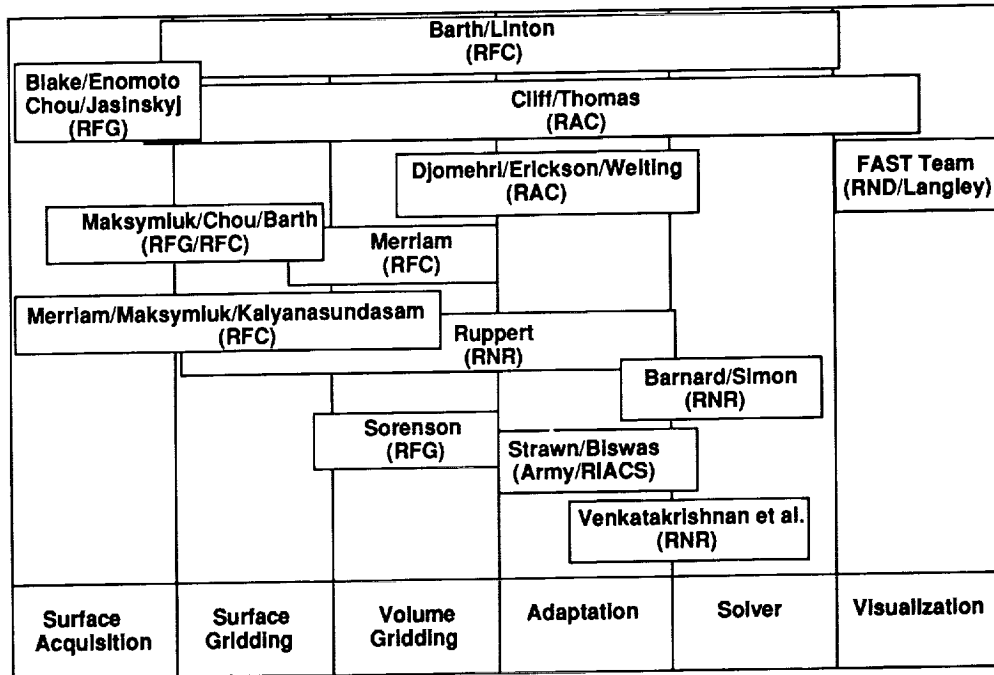 Barth/Linton
(RFC)
Blake/Enomoto
Chou/Jasinskyj
(RFG)
Cliff/Thomas
(RAC)
Djomehri/Erickson/Welting
(RAC)
FAST Team
(RND/Langley)
Maksymiuk/Chou/Barth
(RFG/RFC)
Merriam
(RFC)
Merriam/Maksymiuk/Kalyanasundasam
(RFC)
Ruppert
(RNR)
Barnard/Simon
(RNR)
Sorenson
(RFG)
Strawn/Biswas
(Army/RIACS)
Venkatakrishnan et al.
(RNR)
Surface
Acquisition
Surface
Gridding
Volume
Gridding
Adaptation
Solver
Visualization